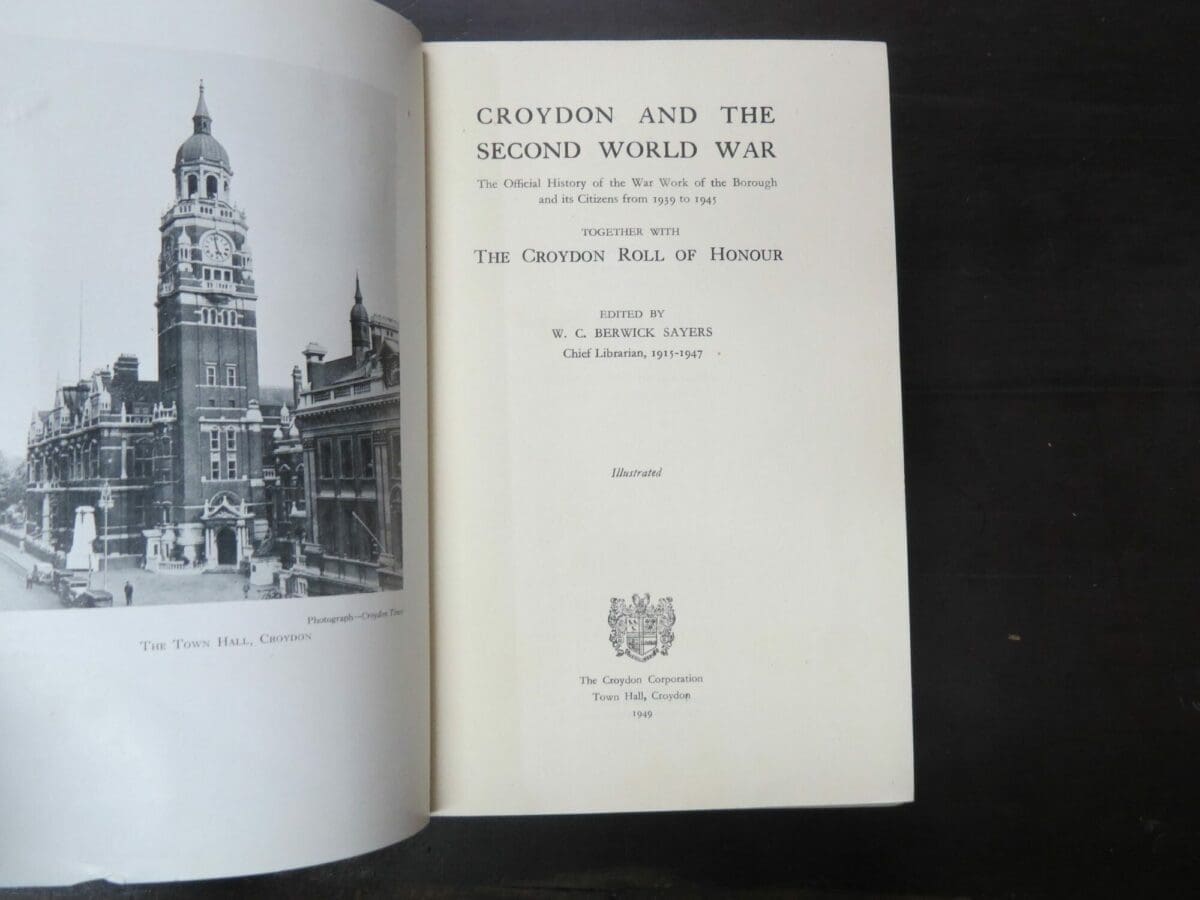 Photograph—Croydon Times
THE TOWN HALL, CROYDON
CROYDON AND THE
SECOND WORLD WAR
The Official History of the War Work of the Borough
and its Citizens from 1939 to 1945
TOGETHER WITH
THE CROYDON ROLL OF HONOUR
EDITED BY
W. C. BERWICK SAYERS
Chief Librarian, 1915-1947
Illustrated
The Croydon Corporation
Town Hall, Croydon
1949